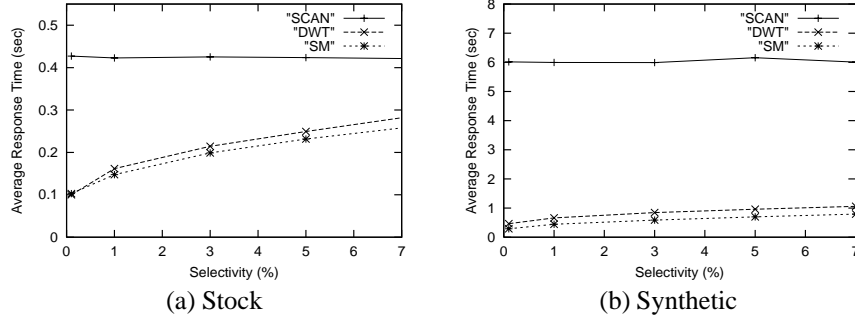 0.5
0.4
0.3
0.2
0.1
0
0 1 2 3 4 5 6 7
Average Response Time (sec)
Selectivity (%)
"SCAN"
"DWT"
"SM"
(a) Stock
8
7
6
5
4
3
2
1
0
0 1 2 3 4 5 6 7
Average Response Time (sec)
Selectivity (%)
"SCAN"
"DWT"
"SM"
(b) Synthetic